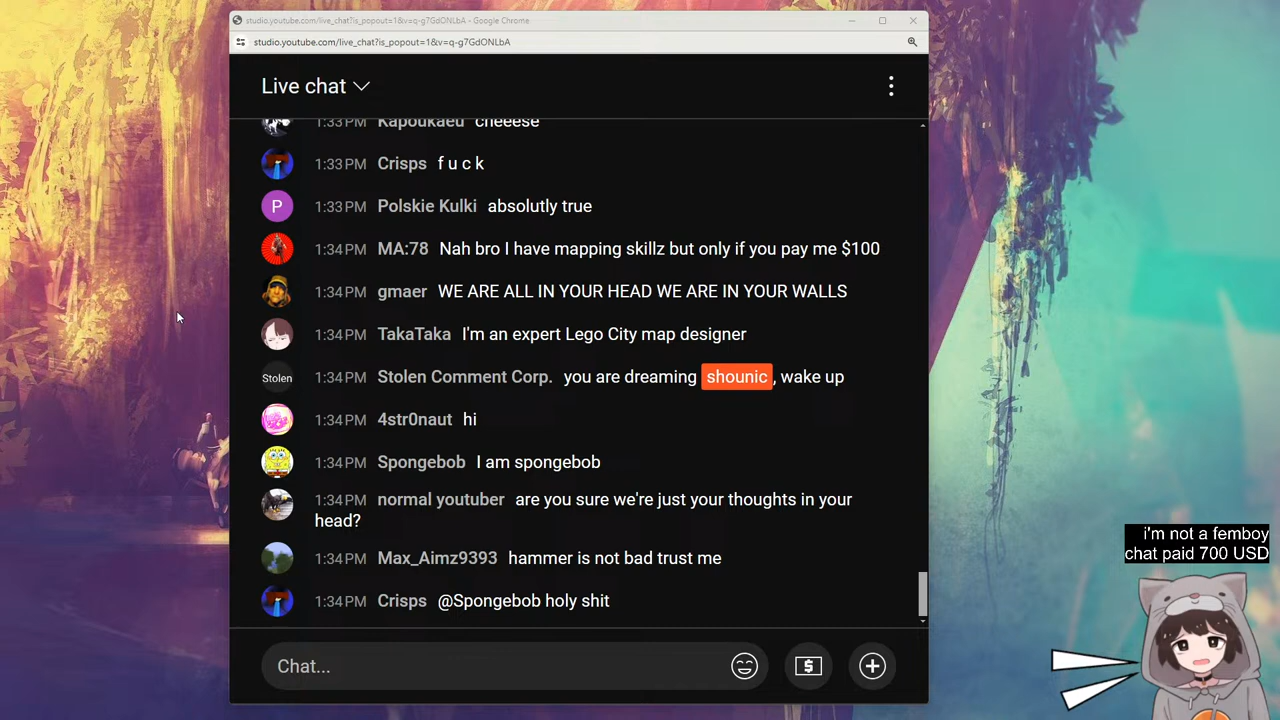 studio.youtube.com/live_chat?is_popout=1&v=q-g7GdONLbA - Google Chrome
studio.youtube.com/live_chat?is_popout=1&v=q-g7GdONLbA
Live chat
1:33 PM Kapoukaeu cheeese
1:33 PM Crisps f u c k
P 1:33 PM Polskie Kulki absolutly true
1:34 PM MA:78 Nah bro I have mapping skillz but only if you pay me $100
1:34 PM gmaer WE ARE ALL IN YOUR HEAD WE ARE IN YOUR WALLS
1:34 PM TakaTaka I'm an expert Lego City map designer
Stolen 1:34 PM Stolen Comment Corp. you are dreaming shounic, wake up
1:34 PM 4str0naut hi
1:34 PM Spongebob I am spongebob
1:34 PM normal youtuber are you sure we're just your thoughts in your
head?
1:34 PM Max_Aimz9393 hammer is not bad trust me
1:34 PM Crisps @Spongebob holy shit
Chat...
$
i'm not a femboy
chat paid 700 USD